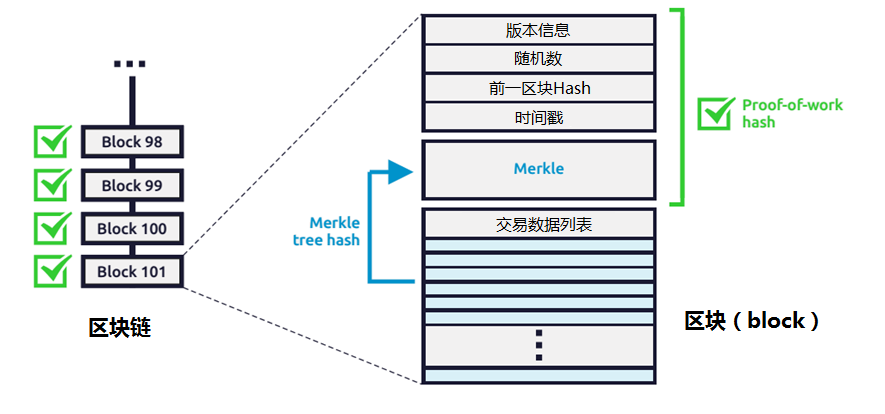 ...
Block 98
Block 99
Block 100
Block 101
区块链
版本信息
随机数
前一区块Hash
时间戳
Merkle
Merkle
tree hash
交易数据列表
Proof-of-work
hash
区块（block）